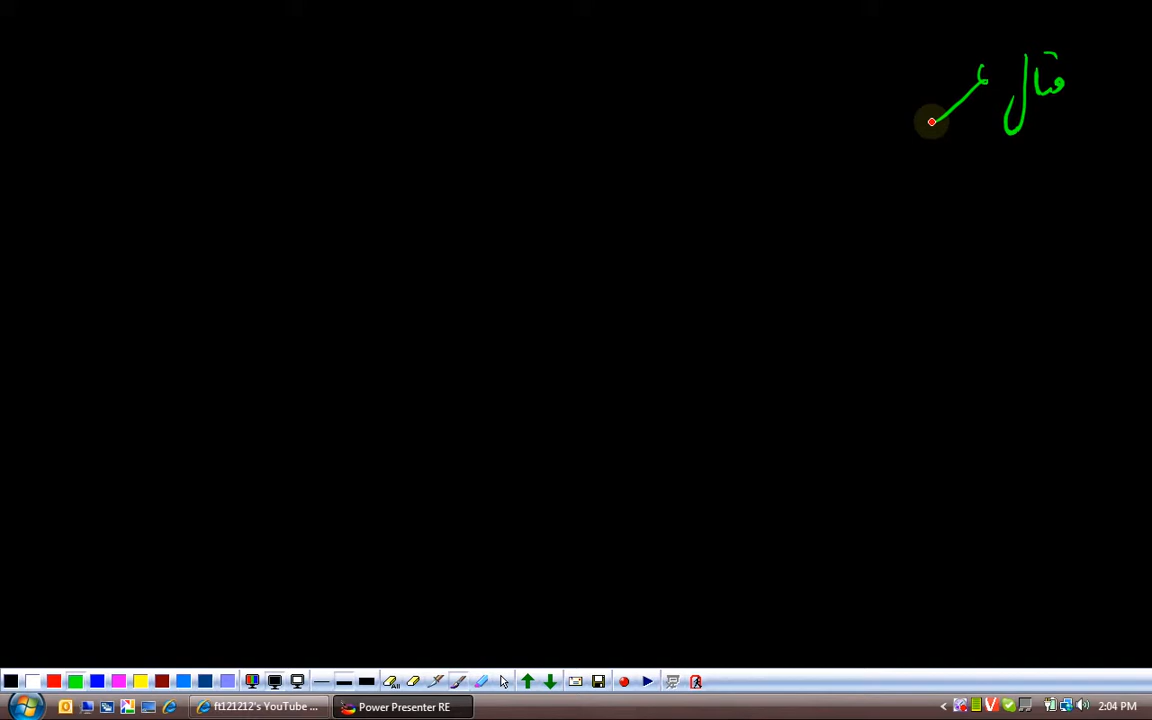 قال
ft121212's YouTube ...
Power Presenter RE
2:04 PM